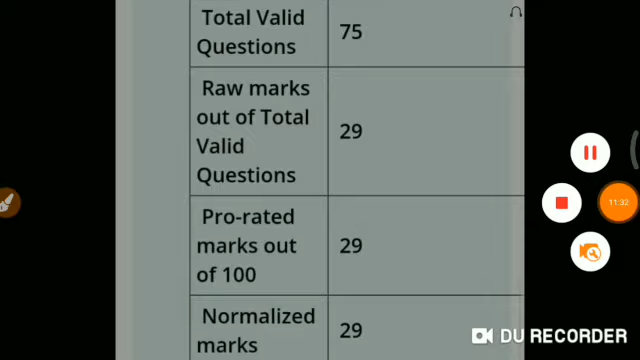 Total Valid
Questions
75
Raw marks
out of Total
Valid
Questions
29
Pro-rated
marks out
of 100
29
Normalized
marks
29
11:32
DU RECORDER